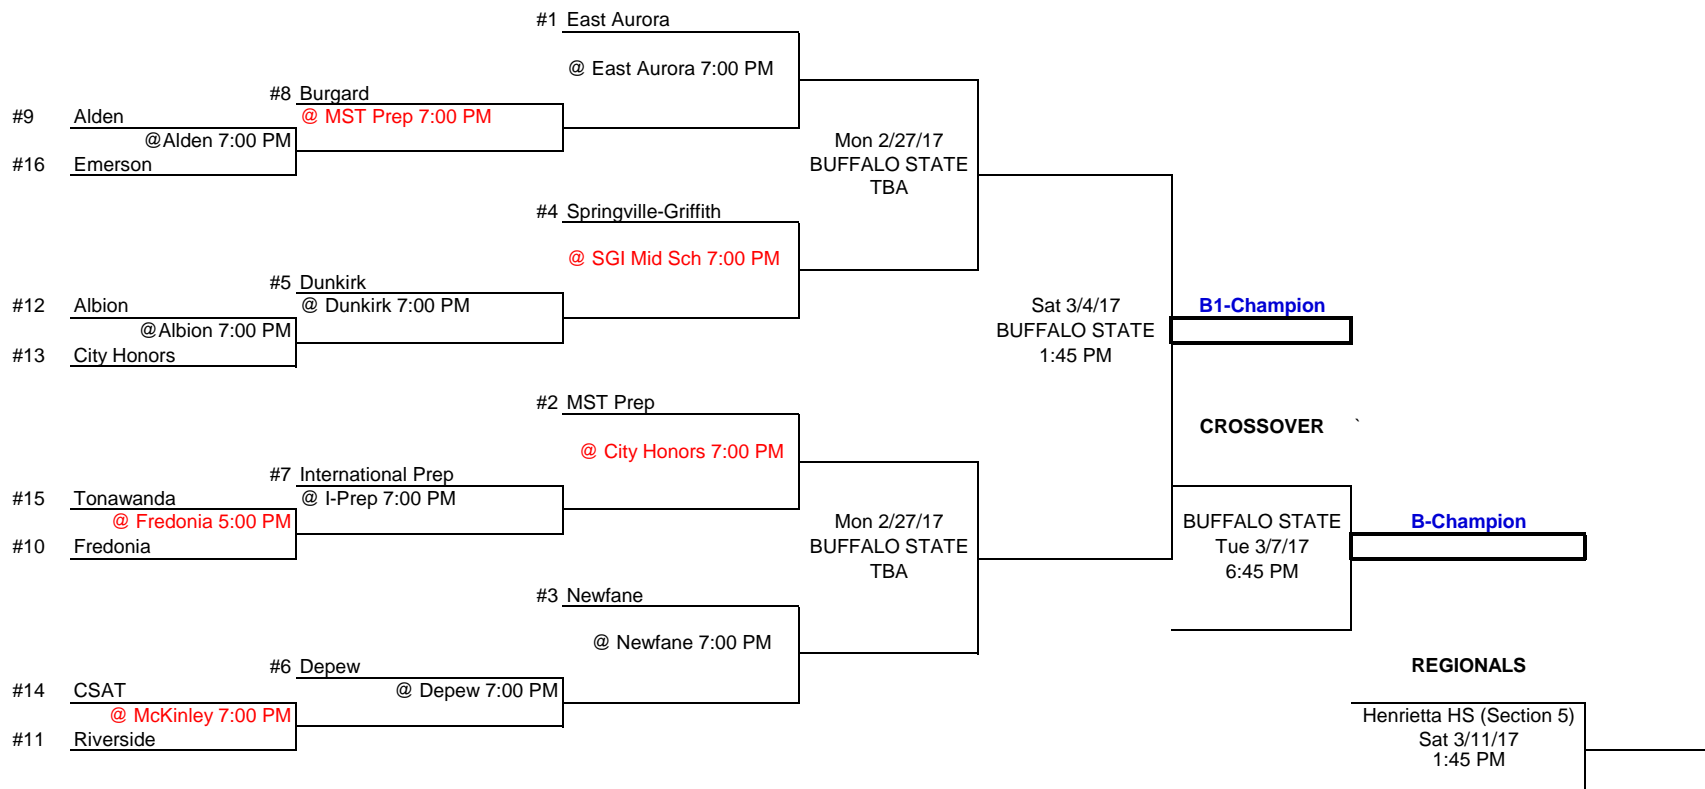 #1 East Aurora
@ East Aurora 7:00 PM
#8 Burgard
#9 Alden
@ MST Prep 7:00 PM
@Alden 7:00 PM
#16 Emerson
Mon 2/27/17
BUFFALO STATE
TBA
#4 Springville-Griffith
@ SGI Mid Sch 7:00 PM
#5 Dunkirk
#12 Albion
@ Dunkirk 7:00 PM
@Albion 7:00 PM
#13 City Honors
Sat 3/4/17
BUFFALO STATE
1:45 PM
B1-Champion
#2 MST Prep
CROSSOVER `
@ City Honors 7:00 PM
#7 International Prep
#15 Tonawanda
@ I-Prep 7:00 PM
@ Fredonia 5:00 PM
#10 Fredonia
Mon 2/27/17
BUFFALO STATE
TBA
BUFFALO STATE
Tue 3/7/17
6:45 PM
B-Champion
#3 Newfane
@ Newfane 7:00 PM
#6 Depew
#14 CSAT
@ Depew 7:00 PM
@ McKinley 7:00 PM
#11 Riverside
REGIONALS
Henrietta HS (Section 5)
Sat 3/11/17
1:45 PM